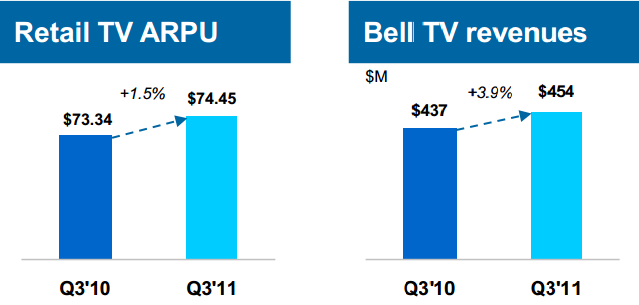 Retail TV ARPU
+1.5%
$73.34
$74.45
Q3'10
Q3'11
Bell TV revenues
$M
+3.9%
$437
$454
Q3'10
Q3'11